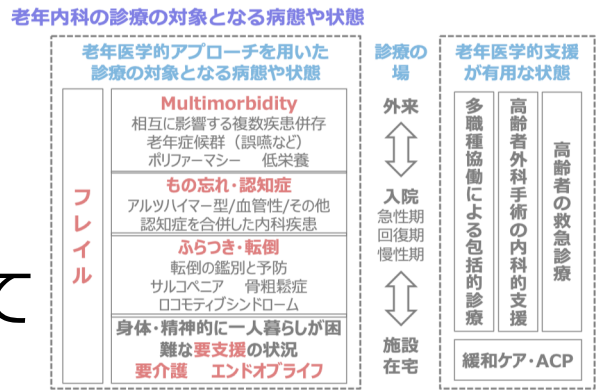 老年内科の診療の対象となる病態や状態
老年医学的アプローチを用いた
診療の対象となる病態や状態
フレイル
Multimorbidity
相互に影響する複数疾患併存
老年症候群（誤嚥など）
ポリファーマシー　低栄養
もの忘れ・認知症
アルツハイマー型/血管性/その他
認知症を合併した内科疾患
ふらつき・転倒
転倒の鑑別と予防
サルコペニア　骨粗鬆症
ロコモティブシンドローム
身体・精神的に一人暮らしが困
難な要支援の状況
要介護　エンドオブライフ
診療の
場
外来
入院
急性期
回復期
慢性期
施設
在宅
老年医学的支援
が有用な状態
多職種協働による包括的診療
高齢者外科手術の内科的支援
高齢者の救急診療
緩和ケア・ACP
て